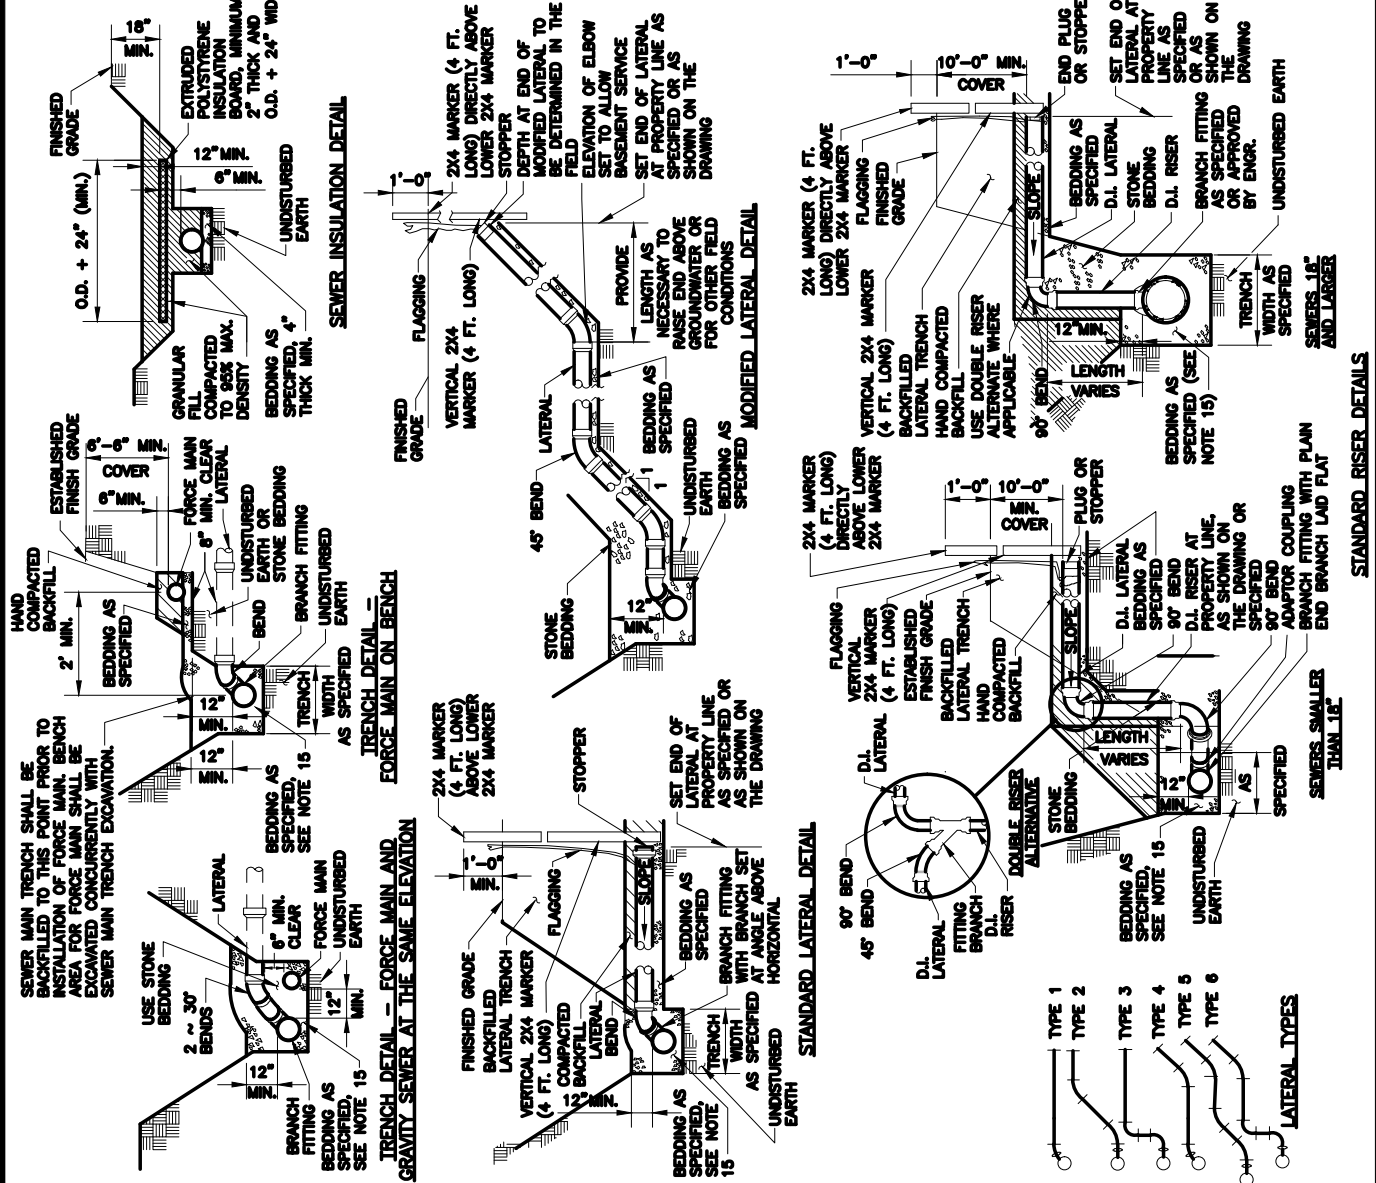 SEWER MAIN TRENCH SHALL BE
BACKFILLED TO THIS POINT PRIOR TO
INSTALLATION OF FORCE MAIN. BENCH
AREA FOR FORCE MAIN SHALL BE
EXCAVATED CONCURRENTLY WITH
SEWER MAIN TRENCH EXCAVATION.
USE STONE
BEDDING
2 ~ 30°
BENDS
LATERAL
6" MIN.
CLEAR
FORCE MAIN
UNDISTURBED
EARTH
12"
MIN.
12"
MIN.
BRANCH
FITTING
BEDDING AS
SPECIFIED,
SEE NOTE 15
TRENCH DETAIL – FORCE MAIN AND
GRAVITY SEWER AT THE SAME ELEVATION
HAND
COMPACTED
BACKFILL
2' MIN.
BEDDING AS
SPECIFIED
ESTABLISHED
FINISH GRADE
6'-6" MIN.
COVER
6"MIN.
FORCE MAIN
8" MIN. CLEAR
LATERAL
UNDISTURBED
EARTH OR
STONE BEDDING
BEND
BRANCH FITTING
UNDISTURBED
EARTH
12"
MIN.
12"
MIN.
TRENCH
WIDTH
AS SPECIFIED
BEDDING AS
SPECIFIED,
SEE NOTE 15
TRENCH DETAIL –
FORCE MAIN ON BENCH
18"
MIN.
FINISHED
GRADE
EXTRUDED
POLYSTYRENE
INSULATION
BOARD, MINIMUM
2" THICK AND
O.D. + 24" WID
12"MIN.
6"MIN.
O.D. + 24" (MIN.)
UNDISTURBED
EARTH
GRANULAR
FILL
COMPACTED
TO 95% MAX.
DENSITY
BEDDING AS
SPECIFIED, 4"
THICK MIN.
SEWER INSULATION DETAIL
2X4 MARKER
(4 FT. LONG)
ABOVE LOWER
2X4 MARKER
1'-0"
MIN.
FINISHED GRADE
BACKFILLED
LATERAL TRENCH
VERTICAL 2X4 MARKER
(4 FT. LONG)
COMPACTED
BACKFILL
LATERAL
BEND
FLAGGING
STOPPER
SLOPE
SET END OF
LATERAL AT
PROPERTY LINE
AS SPECIFIED OR
AS SHOWN ON
THE DRAWING
BEDDING AS
SPECIFIED
BRANCH FITTING
WITH BRANCH SET
AT ANGLE ABOVE
HORIZONTAL
12"MIN.
TRENCH
WIDTH
AS SPECIFIED
UNDISTURBED
EARTH
BEDDING AS
SPECIFIED,
SEE NOTE
15
STANDARD LATERAL DETAIL
1'-0"
2X4 MARKER (4 FT.
LONG) DIRECTLY ABOVE
LOWER 2X4 MARKER
STOPPER
DEPTH AT END OF
MODIFIED LATERAL TO
BE DETERMINED IN THE
FIELD
ELEVATION OF ELBOW
SET TO ALLOW
BASEMENT SERVICE
SET END OF LATERAL
AT PROPERTY LINE AS
SPECIFIED OR AS
SHOWN ON THE
DRAWING
FINISHED
GRADE
FLAGGING
VERTICAL 2X4
MARKER (4 FT. LONG)
PROVIDE
LENGTH AS
NECESSARY TO
RAISE END ABOVE
GROUNDWATER OR
FOR OTHER FIELD
CONDITIONS
LATERAL
45° BEND
BEDDING AS
SPECIFIED
1
1
UNDISTURBED
EARTH
BEDDING AS
SPECIFIED
STONE
BEDDING
12"
MIN.
MODIFIED LATERAL DETAIL
90° BEND
45° BEND
D.I.
LATERAL
D.I.
LATERAL
FITTING
BRANCH
D.I.
RISER
DOUBLE RISER
ALTERNATIVE
2X4 MARKER
(4 FT. LONG)
DIRECTLY
ABOVE LOWER
2X4 MARKER
1'-0"
10'-0"
MIN.
COVER
FLAGGING
VERTICAL
2X4 MARKER
(4 FT. LONG)
ESTABLISHED
FINISH GRADE
BACKFILLED
LATERAL TRENCH
HAND
COMPACTED
BACKFILL
PLUG OR
STOPPER
SLOPE
D.I. LATERAL
BEDDING AS
SPECIFIED
90° BEND
D.I. RISER AT
PROPERTY LINE,
AS SHOWN ON
THE DRAWING OR
SPECIFIED
90° BEND
ADAPTOR COUPLING
BRANCH FITTING WITH PLAIN
END BRANCH LAID FLAT
LENGTH
VARIES
12"
MIN.
STONE
BEDDING
AS
SPECIFIED
BEDDING AS
SPECIFIED,
SEE NOTE 15
UNDISTURBED
EARTH
SEWERS SMALLER
THAN 18"
1'-0"
10'-0" MIN.
COVER
2X4 MARKER (4 FT.
LONG) DIRECTLY ABOVE
LOWER 2X4 MARKER
FLAGGING
FINISHED
GRADE
END PLUG
OR STOPPE
SET END O
LATERAL AT
PROPERTY
LINE AS
SPECIFIED
OR AS
SHOWN ON
THE
DRAWING
VERTICAL 2X4 MARKER
(4 FT. LONG)
BACKFILLED
LATERAL TRENCH
HAND COMPACTED
BACKFILL
USE DOUBLE RISER
ALTERNATE WHERE
APPLICABLE
90° BEND
SLOPE
BEDDING AS
SPECIFIED
D.I. LATERAL
STONE
BEDDING
D.I. RISER
BRANCH FITTING
AS SPECIFIED
OR APPROVED
BY ENGR.
UNDISTURBED EARTH
12"MIN.
LENGTH
VARIES
TRENCH
WIDTH AS
SPECIFIED
BEDDING AS
SPECIFIED (SEE
NOTE 15)
SEWERS 18"
AND LARGER
STANDARD RISER DETAILS
TYPE 1
TYPE 2
TYPE 3
TYPE 4
TYPE 5
TYPE 6
LATERAL TYPES